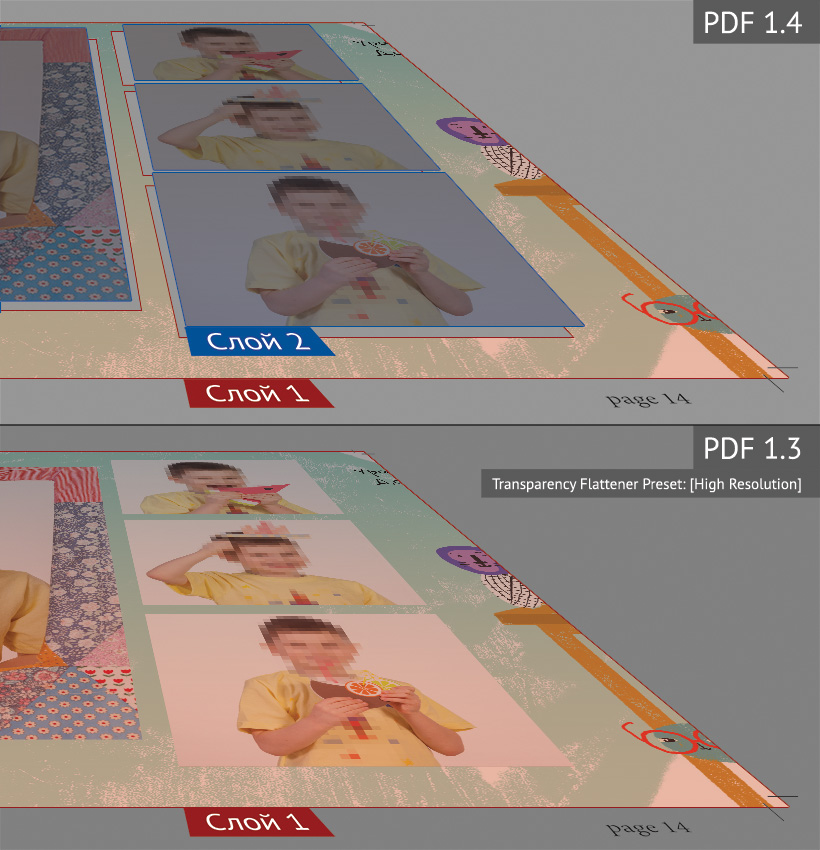 PDF 1.4
Слой 2
Слой 1
page 14
PDF 1.3
Transparency Flattener Preset: [High Resolution]
Слой 1
page 14